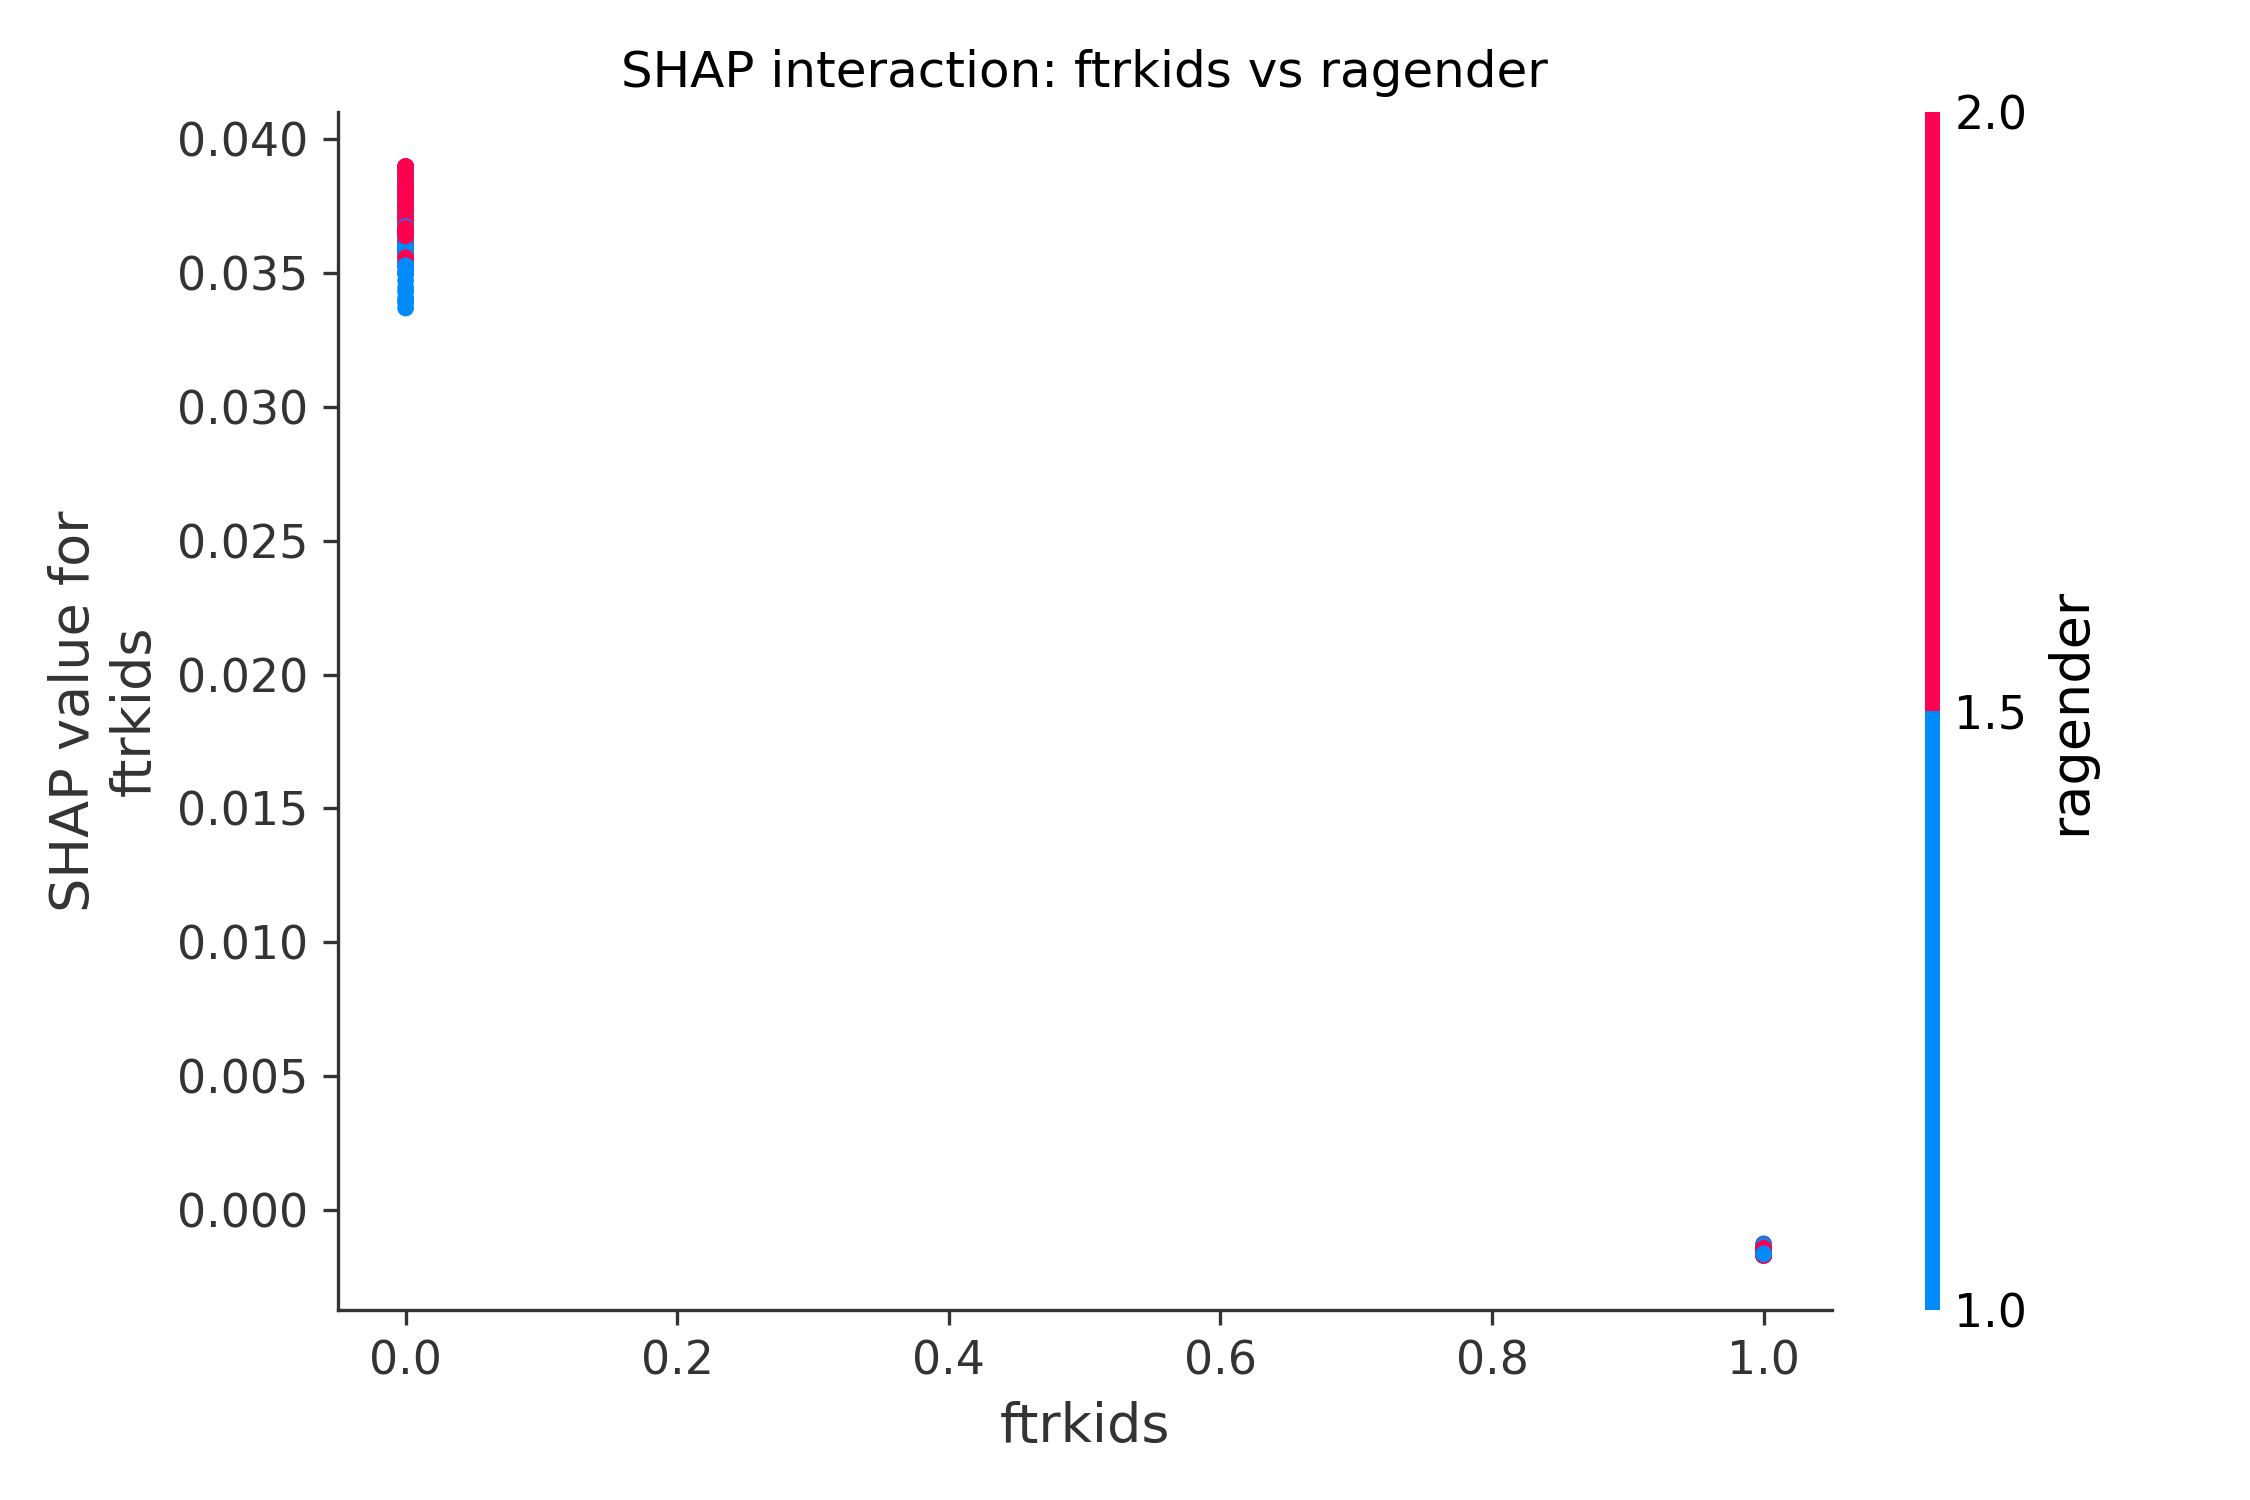 SHAP interaction: ftrkids vs ragender
SHAP value for
ftrkids
0.040
0.035
0.030
0.025
0.020
0.015
0.010
0.005
0.000
0.0 0.2 0.4 0.6 0.8 1.0
ftrkids
2.0
1.5
1.0
ragender